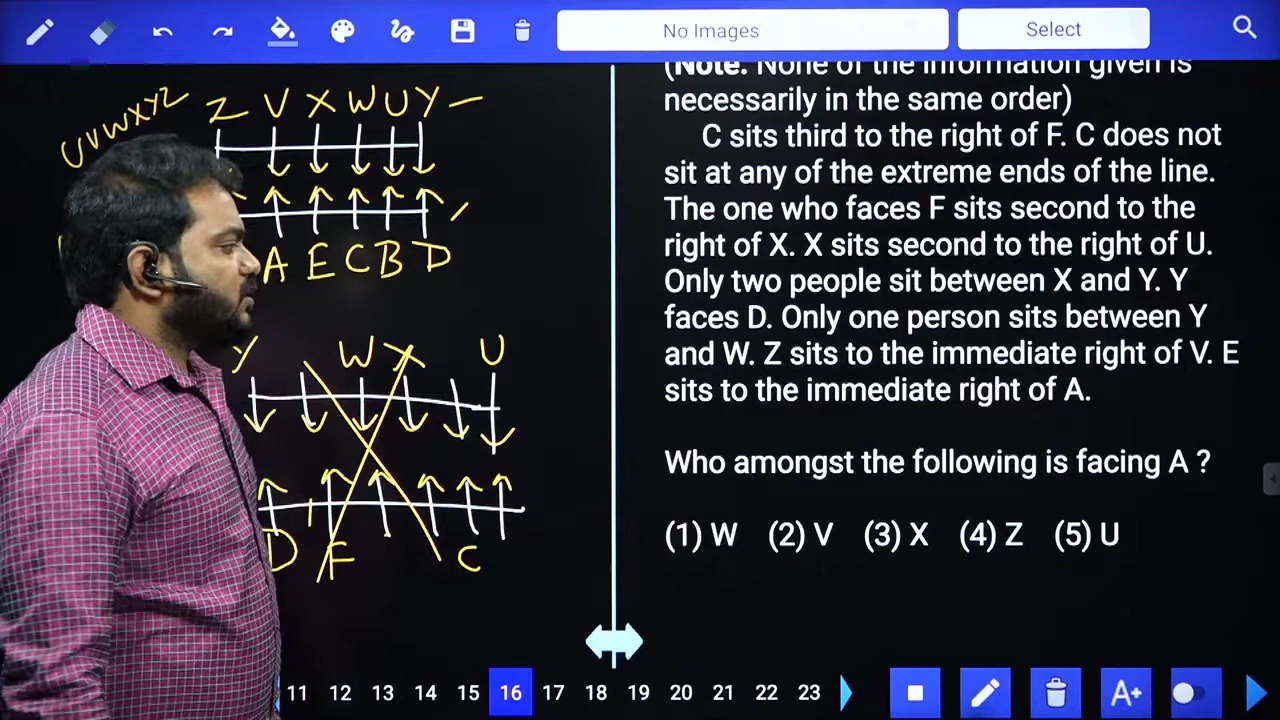 No Images
Select
UVWXYZ
Z V X W U Y
A E C B D
Y W X U
D F C
(Note: None of the information given is
necessarily in the same order)
C sits third to the right of F. C does not
sit at any of the extreme ends of the line.
The one who faces F sits second to the
right of X. X sits second to the right of U.
Only two people sit between X and Y. Y
faces D. Only one person sits between Y
and W. Z sits to the immediate right of V. E
sits to the immediate right of A.
Who amongst the following is facing A ?
(1) W (2) V (3) X (4) Z (5) U
11 12 13 14 15 16 17 18 19 20 21 22 23
A+